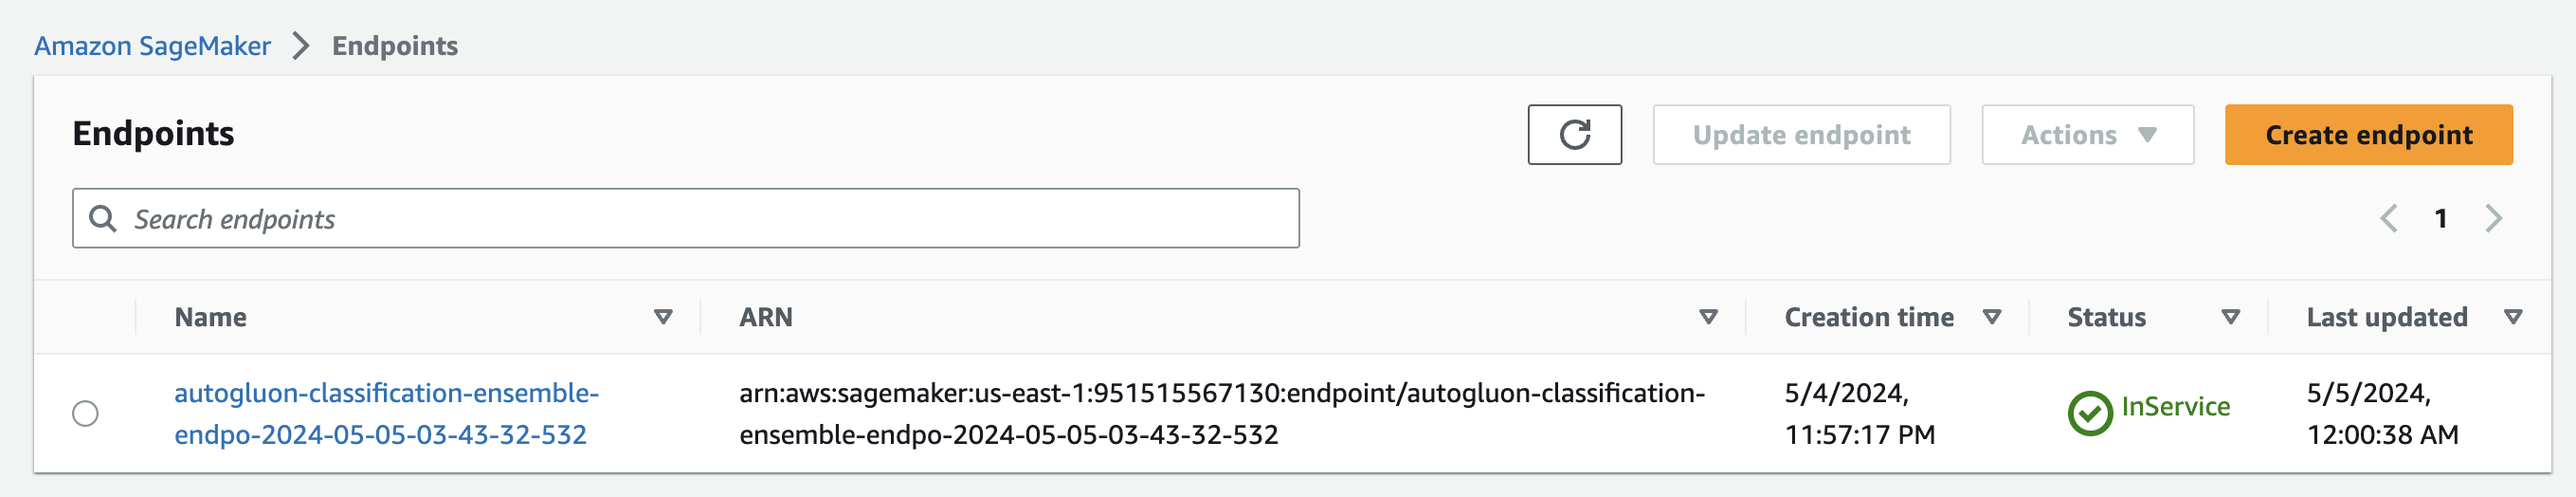 Amazon SageMaker > Endpoints
Endpoints
Update endpoint
Actions
Create endpoint
Search endpoints
1
Name
ARN
Creation time
Status
Last updated
autogluon-classification-ensemble-
endpo-2024-05-05-03-43-32-532
arn:aws:sagemaker:us-east-1:951515567130:endpoint/autogluon-classification-
ensemble-endpo-2024-05-05-03-43-32-532
5/4/2024,
11:57:17 PM
InService
5/5/2024,
12:00:38 AM